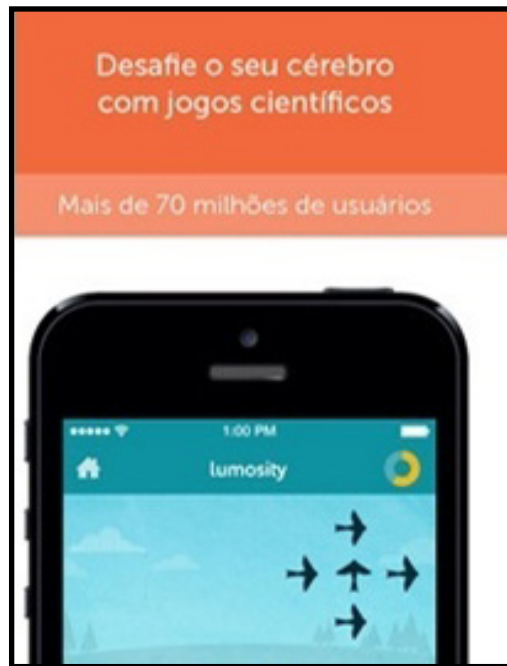 Desafie o seu cérebro
com jogos científicos
Mais de 70 milhões de usuários
1:00 PM
lumosity